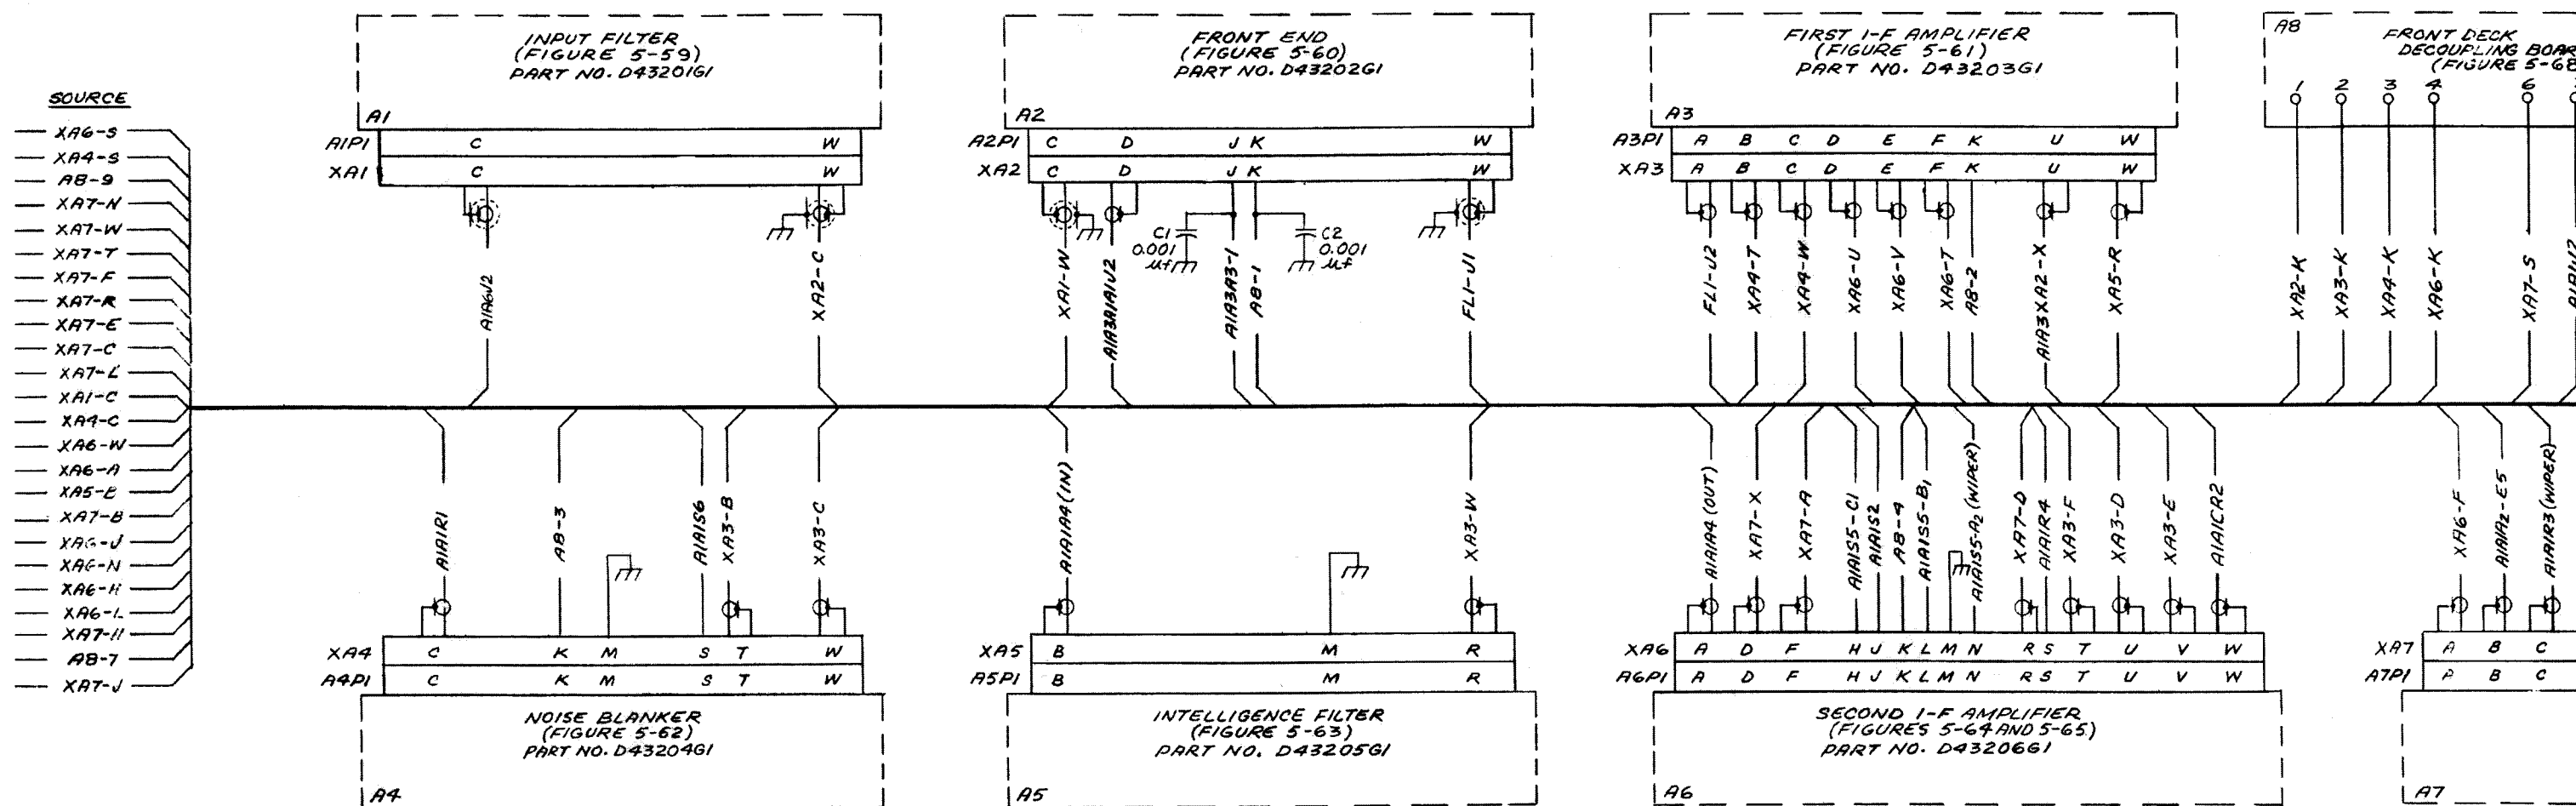 SOURCE
XA6-S
XA4-S
A8-9
XA7-N
XA7-W
XA7-T
XA7-F
XA7-R
XA7-E
XA7-C
XA7-L
XA1-C
XA4-C
XA6-W
XA6-A
XA5-B
XA7-B
XA6-J
XA6-N
XA6-H
XA6-L
XA7-H
A8-7
XA7-J
INPUT FILTER
(FIGURE 5-59)
PART NO. D43201G1
A1
A1P1 C W
XA1 C W
A1A6J2
XA2-C
FRONT END
(FIGURE 5-60)
PART NO. D43202G1
A2
A2P1 C D J K W
XA2 C D J K W
C1
0.001
µf
C2
0.001
µf
XA1-W
A1A3A1A1J2
A1A3A3-1
A8-1
FL1-J1
FIRST I-F AMPLIFIER
(FIGURE 5-61)
PART NO. D43203G1
A3
A3P1 A B C D E F K U W
XA3 A B C D E F K U W
FL1-J2
XA4-T
XA4-W
XA6-U
XA6-V
XA6-T
A8-2
A1A3XA2-X
XA5-R
A8
FRONT DECK
DECOUPLING BOAR
(FIGURE 5-68
1 2 3 4 6
XA2-K
XA3-K
XA4-K
XA6-K
XA7-S
A1A1J2
A1A1R1
A8-3
A1A1S6
XA3-B
XA3-C
XA4 C K M S T W
A4P1 C K M S T W
NOISE BLANKER
(FIGURE 5-62)
PART NO. D43204G1
A4
A1A1A4(IN)
XA3-W
XA5 B M R
A5P1 B M R
INTELLIGENCE FILTER
(FIGURE 5-63)
PART NO. D43205G1
A5
A1A1A4(OUT)
XA7-X
XA7-A
A1A1S5-C1
A1A1S2
A8-4
A1A1S5-B1
A1A1S5-A2(WIPER)
XA7-D
A1A1R4
XA3-F
XA3-D
XA3-E
A1A1CR2
XA6 A D F H J K L M N R S T U V W
A6P1 A D F H J K L M N R S T U V W
SECOND I-F AMPLIFIER
(FIGURES 5-64 AND 5-65)
PART NO. D43206G1
A6
XA6-F
A1A1A2-E5
A1A1R3(WIPER)
XA7 A B C
A7P1 A B C
A7